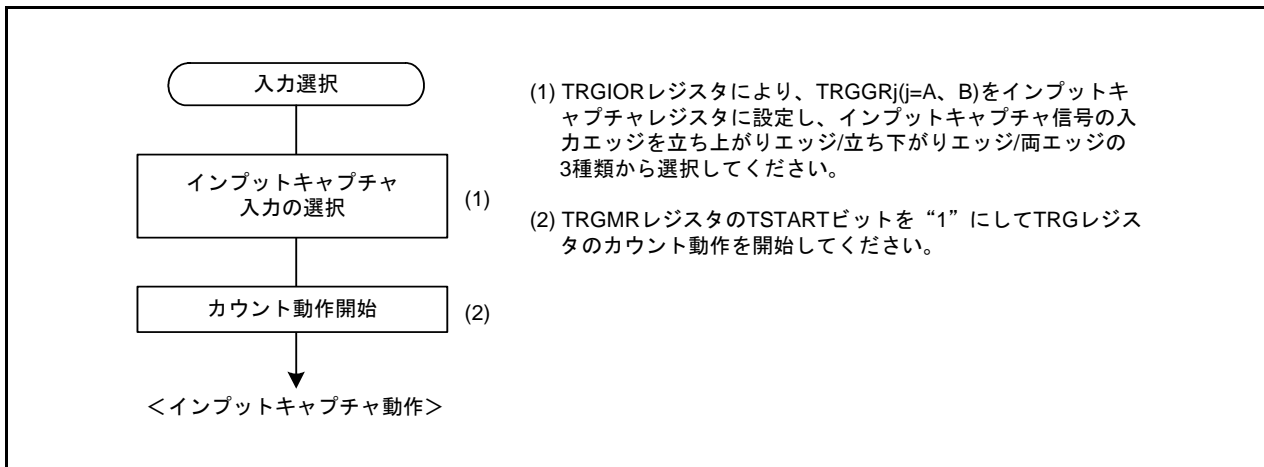 入力選択
インプットキャプチャ
入力の選択
(1)
カウント動作開始
(2)
＜インプットキャプチャ動作＞
(1) TRGIORレジスタにより、TRGGRj(j=A、B)をインプットキ
ャプチャレジスタに設定し、インプットキャプチャ信号の入
力エッジを立ち上がりエッジ/立ち下がりエッジ/両エッジの
3種類から選択してください。
(2) TRGMRレジスタのTSTARTビットを“1”にしてTRGレジス
タのカウント動作を開始してください。